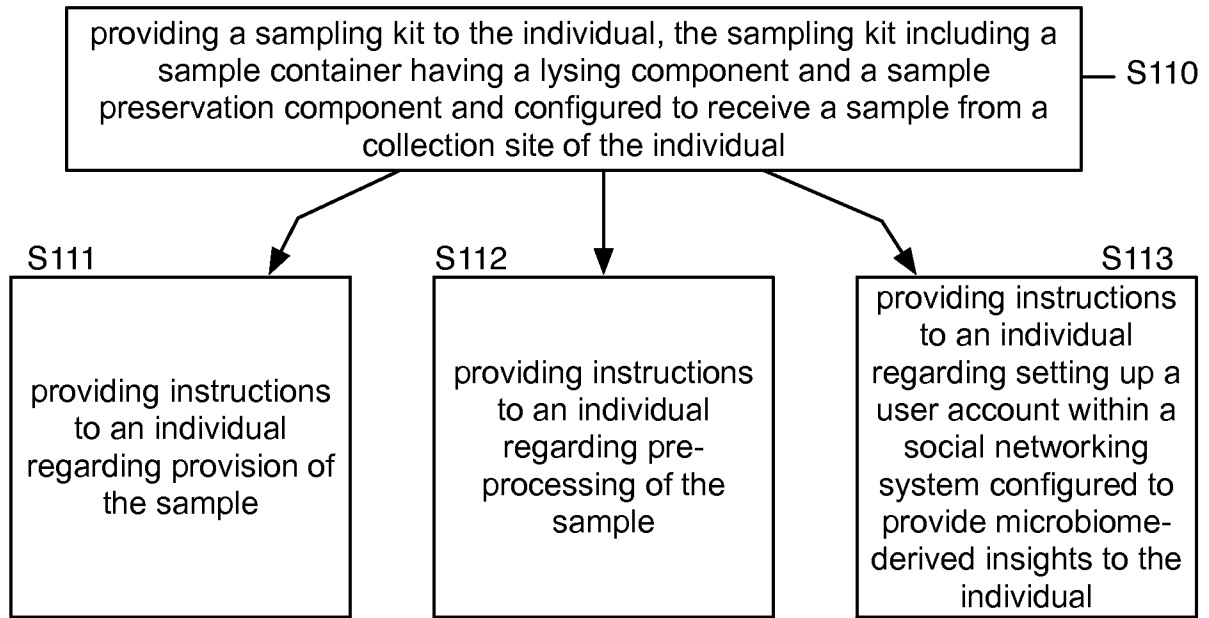 providing a sampling kit to the individual, the sampling kit including a
sample container having a lysing component and a sample
preservation component and configured to receive a sample from a
collection site of the individual
S110
S111
providing instructions
to an individual
regarding provision of
the sample
S112
providing instructions
to an individual
regarding pre-
processing of the
sample
S113
providing instructions
to an individual
regarding setting up a
user account within a
social networking
system configured to
provide microbiome-
derived insights to the
individual